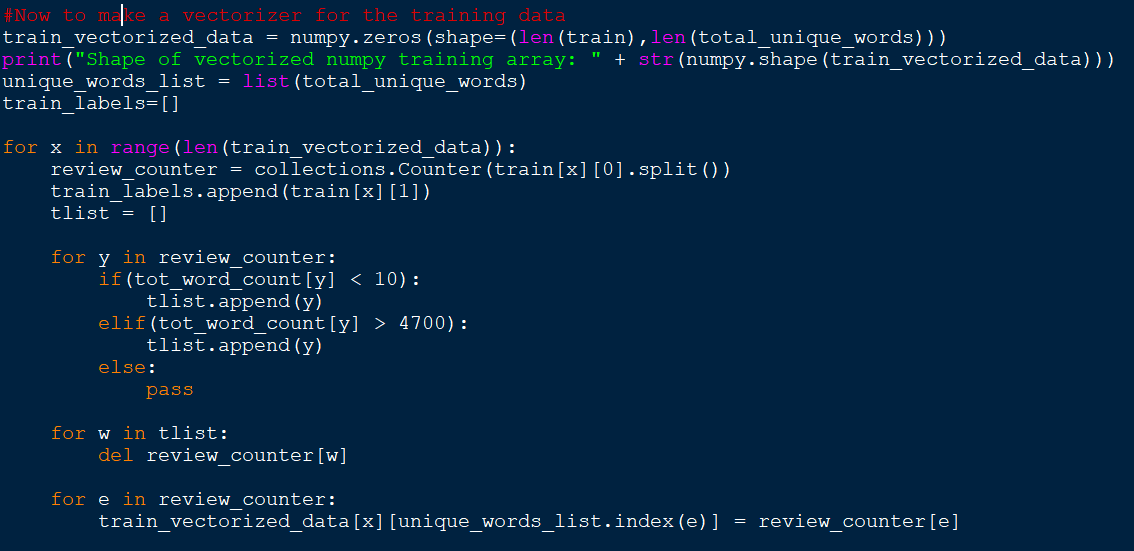 #Now to make a vectorizer for the training data
train_vectorized_data = numpy.zeros(shape=(len(train),len(total_unique_words)))
print("Shape of vectorized numpy training array: " + str(numpy.shape(train_vectorized_data)))
unique_words_list = list(total_unique_words)
train_labels=[]

for x in range(len(train_vectorized_data)):
    review_counter = collections.Counter(train[x][0].split())
    train_labels.append(train[x][1])
    tlist = []

    for y in review_counter:
        if(tot_word_count[y] < 10):
            tlist.append(y)
        elif(tot_word_count[y] > 4700):
            tlist.append(y)
        else:
            pass

    for w in tlist:
        del review_counter[w]

    for e in review_counter:
        train_vectorized_data[x][unique_words_list.index(e)] = review_counter[e]